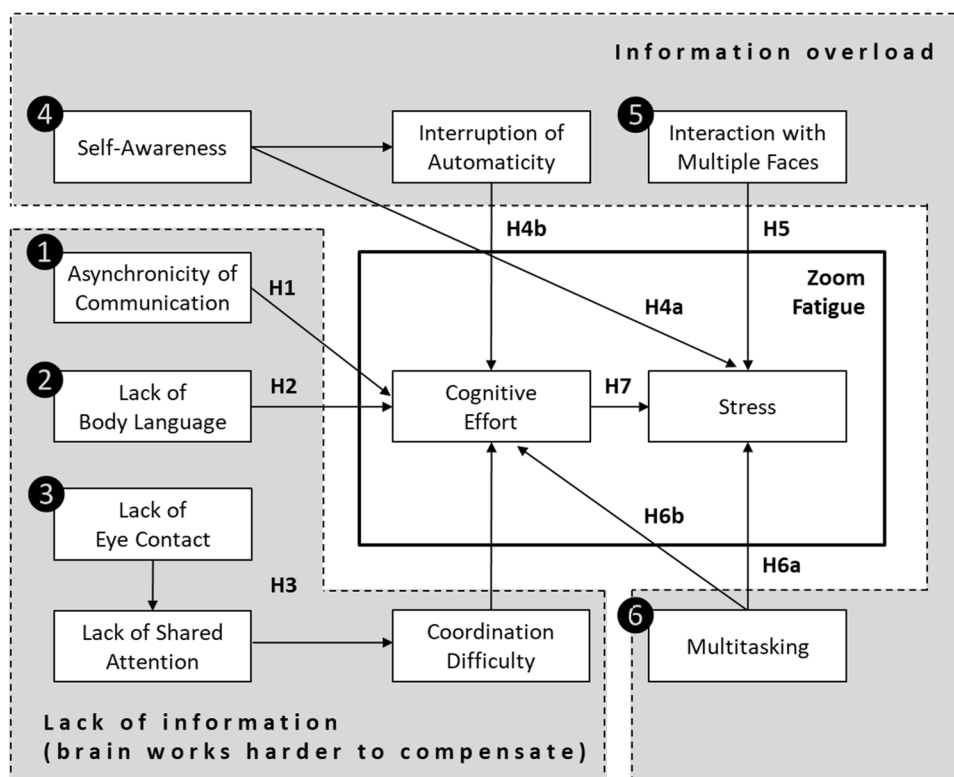 Information overload
4
Self-Awareness
Interruption of
Automaticity
5
Interaction with
Multiple Faces
H4b
H5
1
Asynchronicity of
Communication
H1
Zoom
Fatigue
H4a
2
Lack of
Body Language
H2
Cognitive
Effort
H7
Stress
3
Lack of
Eye Contact
H6b
H6a
H3
Lack of Shared
Attention
Coordination
Difficulty
6
Multitasking
Lack of information
(brain works harder to compensate)